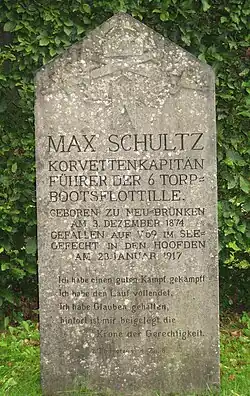 MAX SCHULTZ
KORVETTENKAPITÄN
FÜHRER DER 6 TORP=
BOOTSFLOTTILLE.
GEBOREN ZU NEU-BRÜNKEN
AM 3. DEZEMBER 1874
GEFALLEN AUF V 69 IM SEE-
GEFECHT IN DEN HOOFDEN
AM 23. JANUAR 1917
Ich habe einen guten Kampf gekämpft
Ich habe den Lauf vollendet,
Ich habe Glauben gehalten,
hinfort ist mir beigelegt die
Krone der Gerechtigkeit.